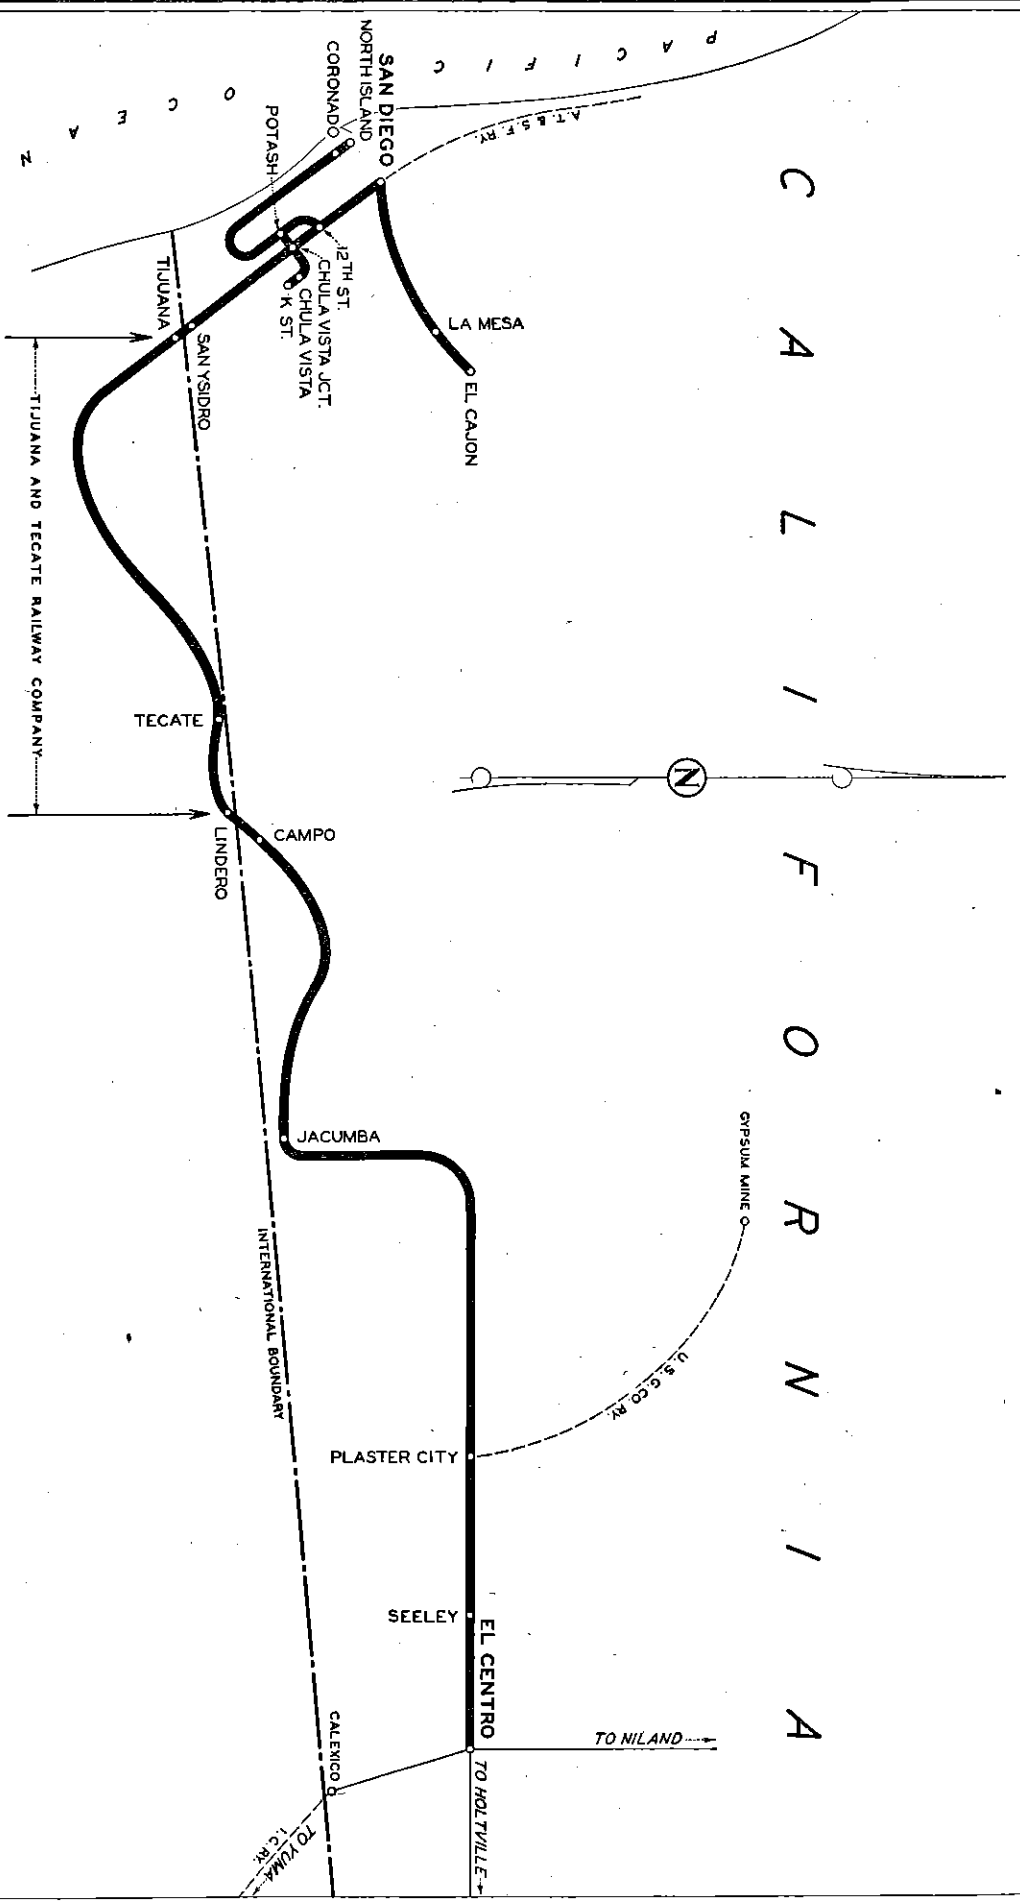 PACIFIC OCEAN
CALIFORNIA
A. T. & S. F. RY.
NORTH ISLAND
CORONADO
SAN DIEGO
POTASH
12TH ST.
CHULA VISTA JCT.
CHULA VISTA
K ST.
LA MESA
EL CAJON
TIJUANA
SAN YSIDRO
TIJUANA AND TECATE RAILWAY COMPANY
TECATE
LINDERO
CAMPO
N
JACUMBA
INTERNATIONAL BOUNDARY
GYPSUM MINE
U. S. G. CO. RY.
PLASTER CITY
SEELEY
EL CENTRO
TO NILAND
TO HOLTVILLE
CALEXICO
TO YUMA
I. C. RY.